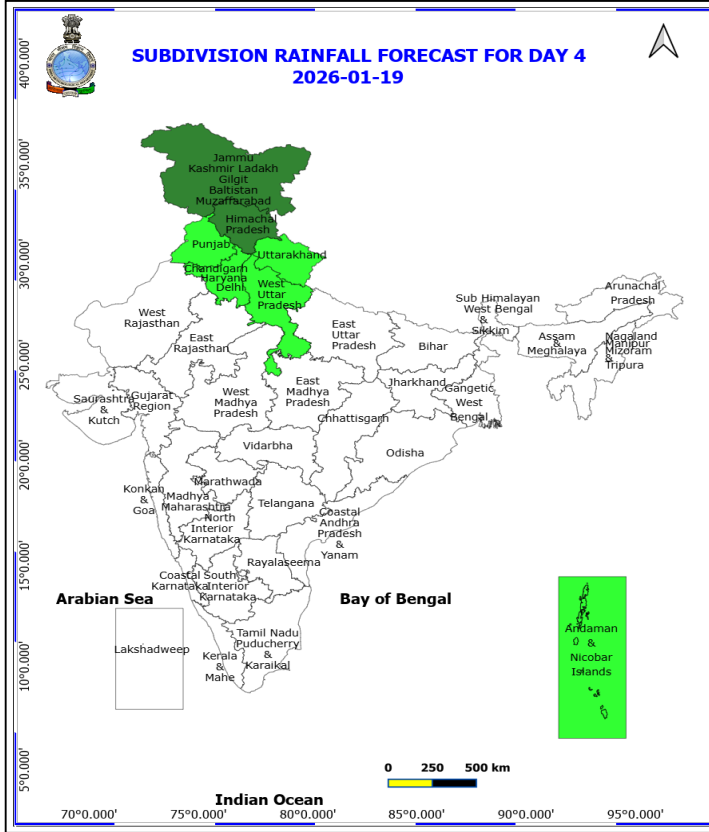 SUBDIVISION RAINFALL FORECAST FOR DAY 4
2026-01-19
40°0.000'
35°0.000'
30°0.000'
25°0.000'
20°0.000'
15°0.000'
10°0.000'
5°0.000'
Jammu
Kashmir Ladakh
Gilgit
Baltistan
Muzaffarabad
Himachal
Pradesh
Punjab
Uttarakhand
Chandigarh
Haryana
Delhi
West
Uttar
Pradesh
Arunachal
Pradesh
Sub Himalayan
West Bengal
&
Sikkim
West
Rajasthan
East
Rajasthan
East
Uttar
Pradesh
Bihar
Assam
&
Meghalaya
Nagaland
Manipur
Mizoram
&
Tripura
Saurashtra
&
Kutch
Gujarat
Region
West
Madhya
Pradesh
East
Madhya
Pradesh
Jharkhand
Gangetic
West
Bengal
Chhattisgarh
Vidarbha
Odisha
Konkan
&
Goa
Marathwada
Madhya
Maharashtra
North
Interior
Karnataka
Telangana
Coastal
Andhra
Pradesh
&
Yanam
Rayalaseema
Coastal
Karnataka
South
Interior
Karnataka
Arabian Sea
Bay of Bengal
Lakshadweep
Kerala
&
Mahe
Tamil Nadu
Puducherry
&
Karaikal
Andaman
&
Nicobar
Islands
0 250 500 km
Indian Ocean
70°0.000' 75°0.000' 80°0.000' 85°0.000' 90°0.000' 95°0.000'